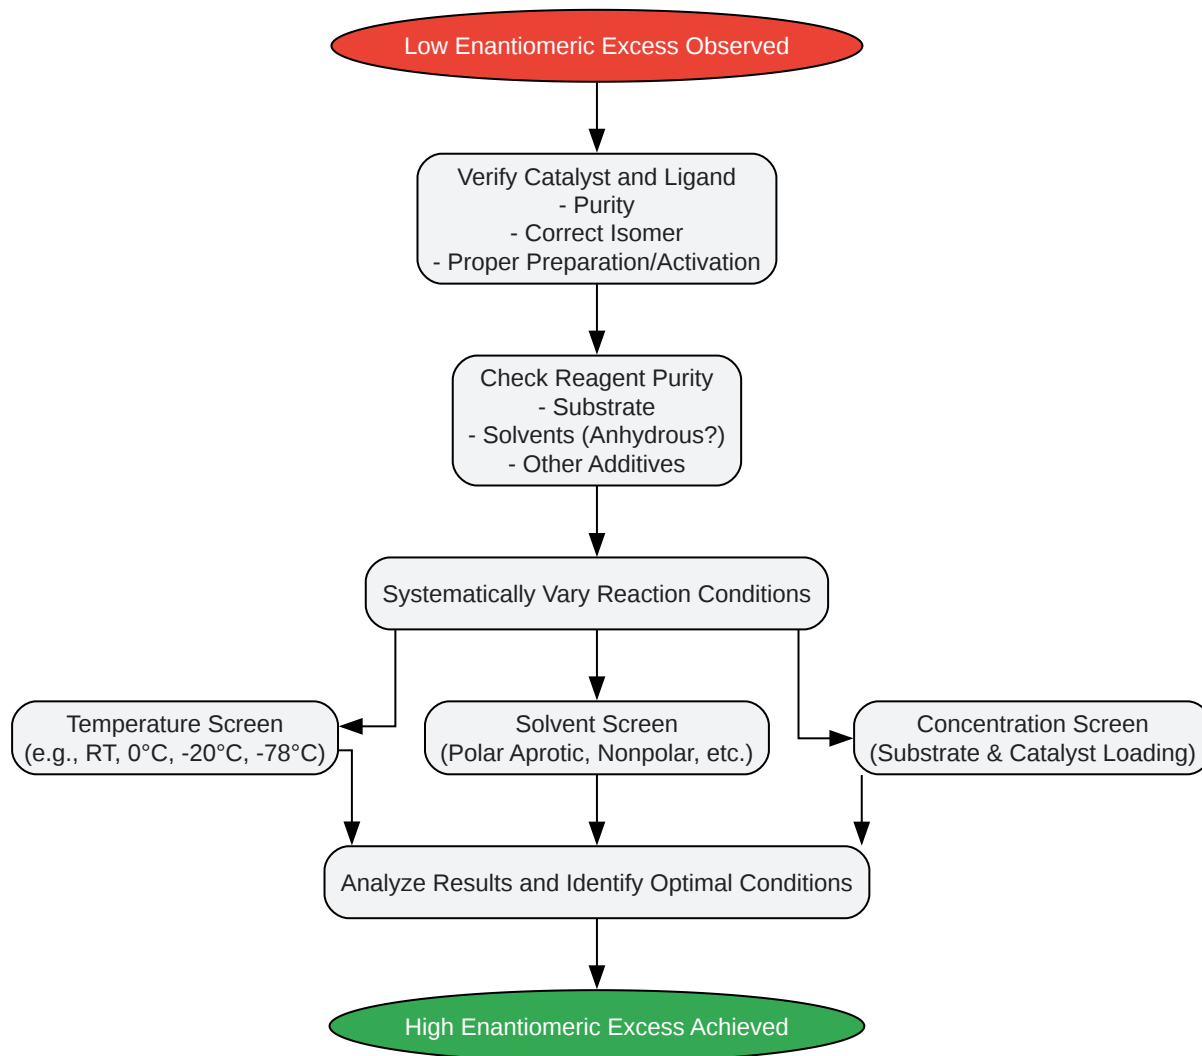 Low Enantiomeric Excess Observed
Verify Catalyst and Ligand
- Purity
- Correct Isomer
- Proper Preparation/Activation
Check Reagent Purity
- Substrate
- Solvents (Anhydrous?)
- Other Additives
Systematically Vary Reaction Conditions
Temperature Screen
(e.g., RT, 0°C, -20°C, -78°C)
Solvent Screen
(Polar Aprotic, Nonpolar, etc.)
Concentration Screen
(Substrate & Catalyst Loading)
Analyze Results and Identify Optimal Conditions
High Enantiomeric Excess Achieved